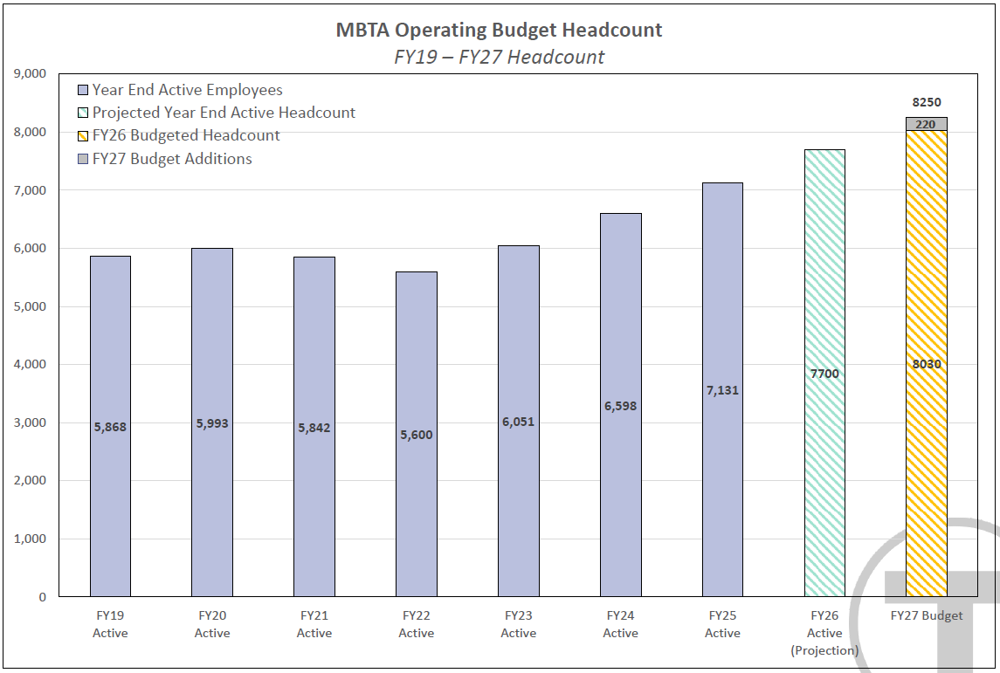 MBTA Operating Budget Headcount
FY19 – FY27 Headcount
9,000
8,000
7,000
6,000
5,000
4,000
3,000
2,000
1,000
0
Year End Active Employees
Projected Year End Active Headcount
FY26 Budgeted Headcount
FY27 Budget Additions
5,868
5,993
5,842
5,600
6,051
6,598
7,131
7700
8250
220
8030
FY19
Active
FY20
Active
FY21
Active
FY22
Active
FY23
Active
FY24
Active
FY25
Active
FY26
Active
(Projection)
FY27 Budget
T